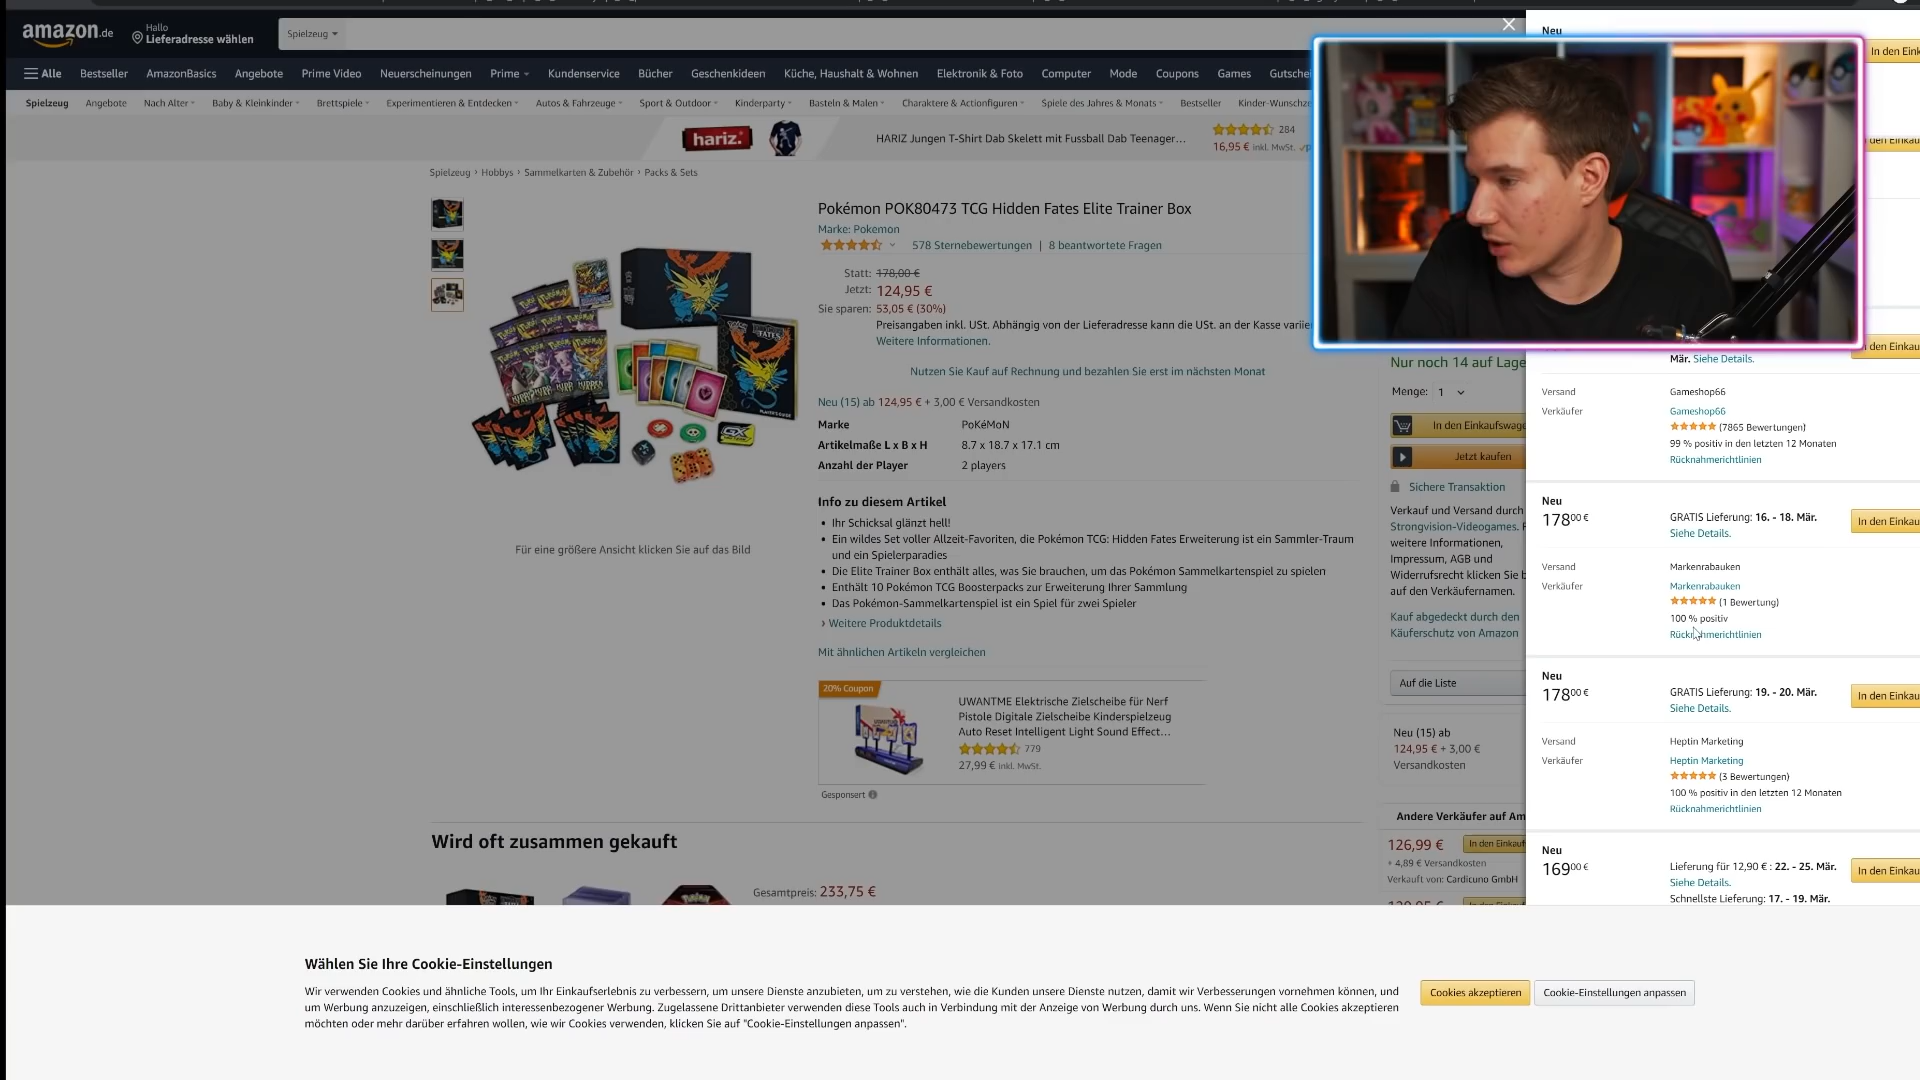 amazon.de
Hallo
Lieferadresse wählen
Spielzeug
Alle Bestseller AmazonBasics Angebote Prime Video Neuerscheinungen Prime Kundenservice Bücher Geschenkideen Küche, Haushalt & Wohnen Elektronik & Foto Computer Mode Coupons Games Gutschei
Spielzeug Angebote Nach Alter Baby & Kleinkinder Brettspiele Experimentieren & Entdecken Autos & Fahrzeuge Sport & Outdoor Kinderparty Basteln & Malen Charaktere & Actionfiguren Spiele des Jahres & Monats Bestseller Kinder-Wunschze
hariz.
HARIZ Jungen T-Shirt Dab Skelett mit Fussball Dab Teenager...
284
16,95 € inkl. MwSt.
Spielzeug › Hobbys › Sammelkarten & Zubehör › Packs & Sets
Pokémon POK80473 TCG Hidden Fates Elite Trainer Box
Marke: Pokemon
578 Sternebewertungen | 8 beantwortete Fragen
Statt: 178,00 €
Jetzt: 124,95 €
Sie sparen: 53,05 € (30%)
Preisangaben inkl. USt. Abhängig von der Lieferadresse kann die USt. an der Kasse variie
Weitere Informationen.
Nutzen Sie Kauf auf Rechnung und bezahlen Sie erst im nächsten Monat
Neu (15) ab 124,95 € + 3,00 € Versandkosten
Marke PoKéMoN
Artikelmaße L x B x H 8.7 x 18.7 x 17.1 cm
Anzahl der Player 2 players
Info zu diesem Artikel
• Ihr Schicksal glänzt hell!
• Ein wildes Set voller Allzeit-Favoriten, die Pokémon TCG: Hidden Fates Erweiterung ist ein Sammler-Traum
und ein Spielerparadies
• Die Elite Trainer Box enthält alles, was Sie brauchen, um das Pokémon Sammelkartenspiel zu spielen
• Enthält 10 Pokémon TCG Boosterpacks zur Erweiterung Ihrer Sammlung
• Das Pokémon-Sammelkartenspiel ist ein Spiel für zwei Spieler
› Weitere Produktdetails
Mit ähnlichen Artikeln vergleichen
Für eine größere Ansicht klicken Sie auf das Bild
20% Coupon
UWANTME Elektrische Zielscheibe für Nerf
Pistole Digitale Zielscheibe Kinderspielzeug
Auto Reset Intelligent Light Sound Effect...
779
27,99 € inkl. MwSt.
Gesponsert
Wird oft zusammen gekauft
Gesamtpreis: 233,75 €
Nur noch 14 auf Lage
Menge: 1
In den Einkaufswage
Jetzt kaufen
Sichere Transaktion
Verkauf und Versand durch
Strongvision-Videogames. F
weitere Informationen,
Impressum, AGB und
Widerrufsrecht klicken Sie b
auf den Verkäufernamen.
Kauf abgedeckt durch den
Käuferschutz von Amazon
Auf die Liste
Neu (15) ab
124,95 € + 3,00 €
Versandkosten
Andere Verkäufer auf Am
126,99 €
In den Einkauf
+ 4,89 € Versandkosten
Verkauft von: Cardicuno GmbH
Neu
In den Eink
Mär. Siehe Details.
n den Einkau
Versand Gameshop66
Verkäufer Gameshop66
(7865 Bewertungen)
99 % positiv in den letzten 12 Monaten
Rücknahmerichtlinien
Neu
178 00 €
GRATIS Lieferung: 16. - 18. Mär.
Siehe Details.
In den Einkau
Versand Markenrabauken
Verkäufer Markenrabauken
(1 Bewertung)
100 % positiv
Rücknahmerichtlinien
Neu
178 00 €
GRATIS Lieferung: 19. - 20. Mär.
Siehe Details.
In den Einkau
Versand Heptin Marketing
Verkäufer Heptin Marketing
(3 Bewertungen)
100 % positiv in den letzten 12 Monaten
Rücknahmerichtlinien
Neu
169 00 €
Lieferung für 12,90 € : 22. - 25. Mär.
Siehe Details.
Schnellste Lieferung: 17. - 19. Mär.
In den Einkau
Wählen Sie Ihre Cookie-Einstellungen
Wir verwenden Cookies und ähnliche Tools, um Ihr Einkaufserlebnis zu verbessern, um unsere Dienste anzubieten, um zu verstehen, wie die Kunden unsere Dienste nutzen, damit wir Verbesserungen vornehmen können, und
um Werbung anzuzeigen, einschließlich interessenbezogener Werbung. Zugelassene Drittanbieter verwenden diese Tools auch in Verbindung mit der Anzeige von Werbung durch uns. Wenn Sie nicht alle Cookies akzeptieren
möchten oder mehr darüber erfahren wollen, wie wir Cookies verwenden, klicken Sie auf "Cookie-Einstellungen anpassen".
Cookies akzeptieren
Cookie-Einstellungen anpassen